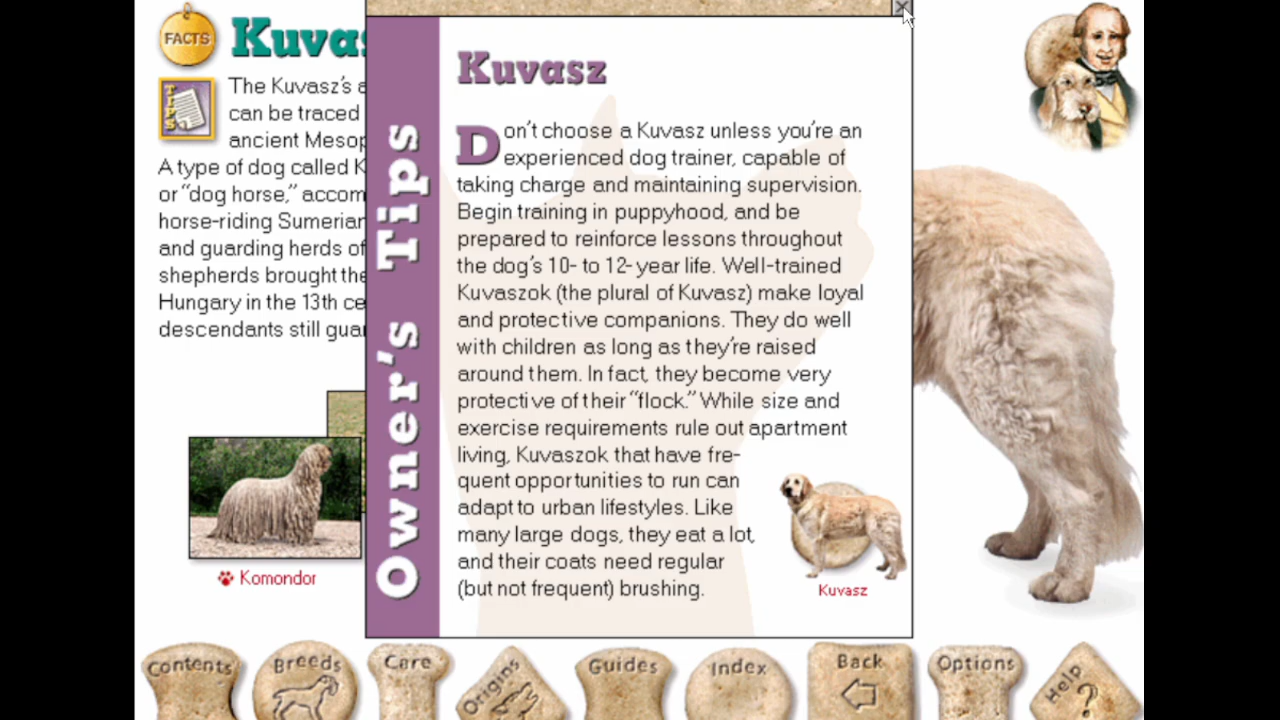 FACTS
Kuvas
TIPS
The Kuvasz's a
can be traced
ancient Mesop
A type of dog called K
or “dog horse,” accom
horse-riding Sumerian
and guarding herds of
shepherds brought the
Hungary in the 13th ce
descendants still guar
Komondor
Owner's Tips
Kuvasz
Don't choose a Kuvasz unless you're an
experienced dog trainer, capable of
taking charge and maintaining supervision.
Begin training in puppyhood, and be
prepared to reinforce lessons throughout
the dog's 10- to 12-year life. Well-trained
Kuvaszok (the plural of Kuvasz) make loyal
and protective companions. They do well
with children as long as they're raised
around them. In fact, they become very
protective of their “flock.” While size and
exercise requirements rule out apartment
living, Kuvaszok that have fre-
quent opportunities to run can
adapt to urban lifestyles. Like
many large dogs, they eat a lot,
and their coats need regular
(but not frequent) brushing.
Kuvasz
Contents
Breeds
Care
Origins
Guides
Index
Back
Options
Help
?